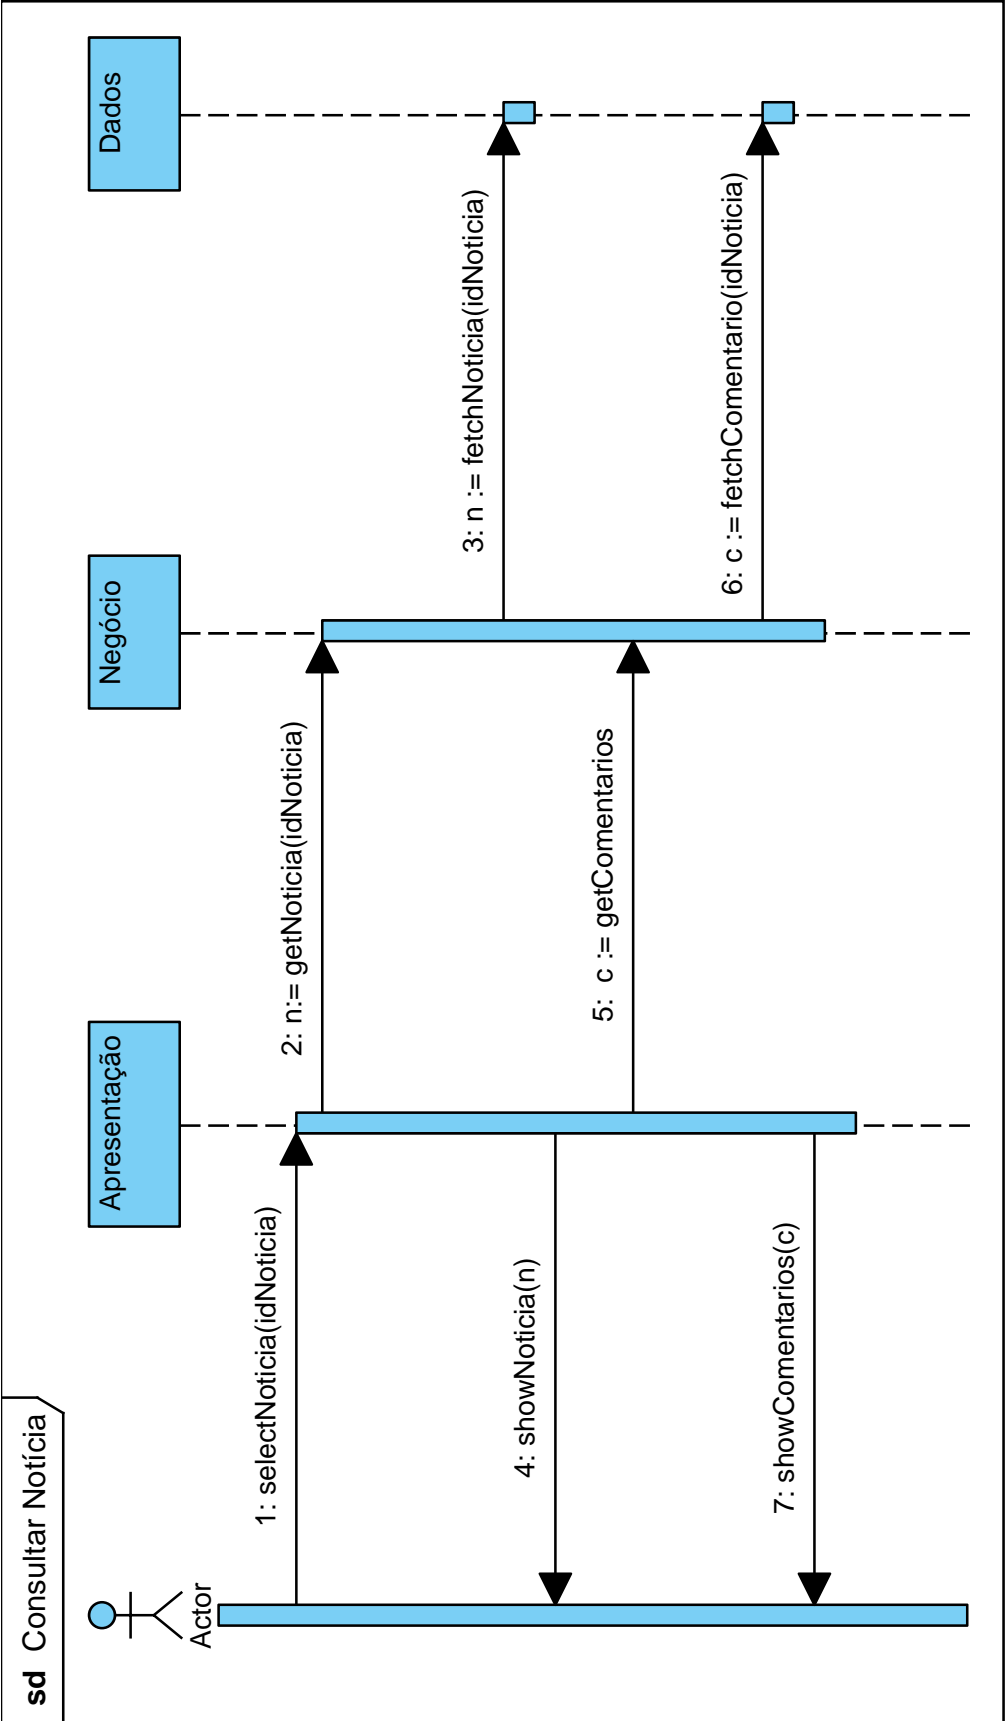 sd Consultar Notícia
Actor
Apresentação
Negócio
Dados
1: selectNoticia(idNoticia)
2: n:= getNoticia(idNoticia)
3: n := fetchNoticia(idNoticia)
4: showNoticia(n)
5:  c := getComentarios
6: c := fetchComentario(idNoticia)
7: showComentarios(c)